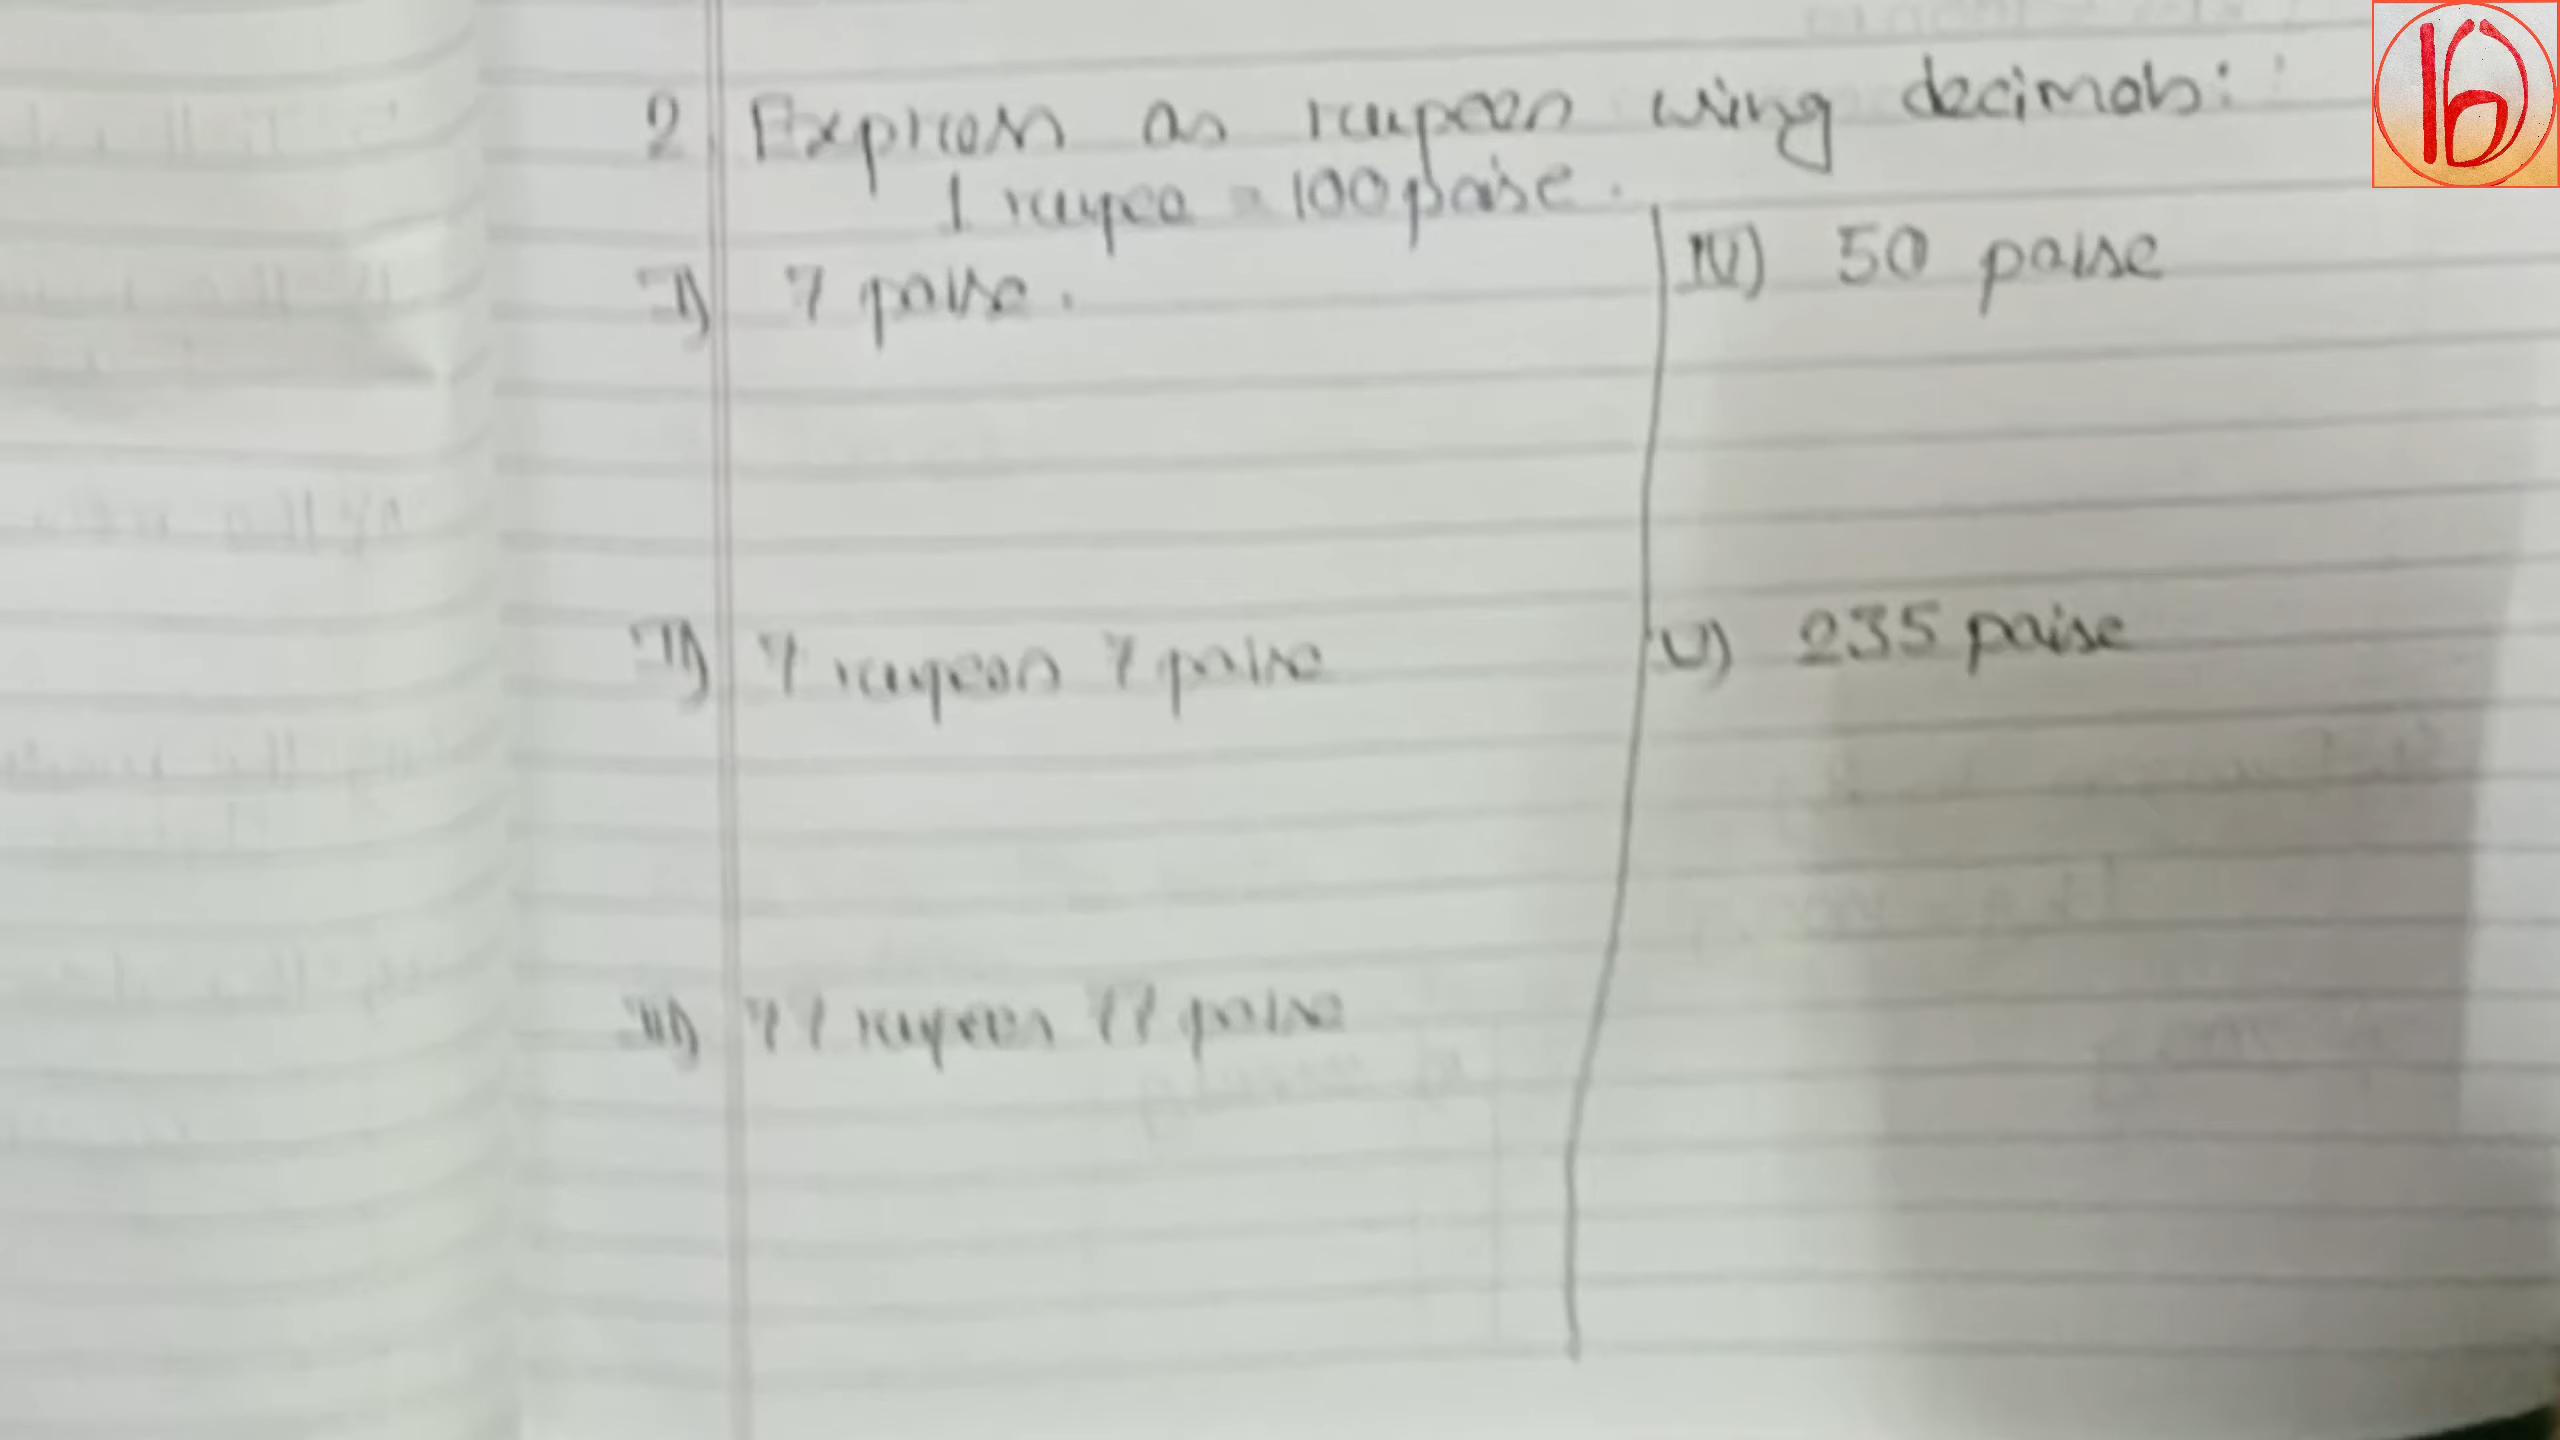 2. Express as rupees using decimals:
1 rupee = 100 paise.
I) 7 paise.
II) 7 rupees 7 paise
III) 77 rupees 77 paise
IV) 50 paise
V) 235 paise